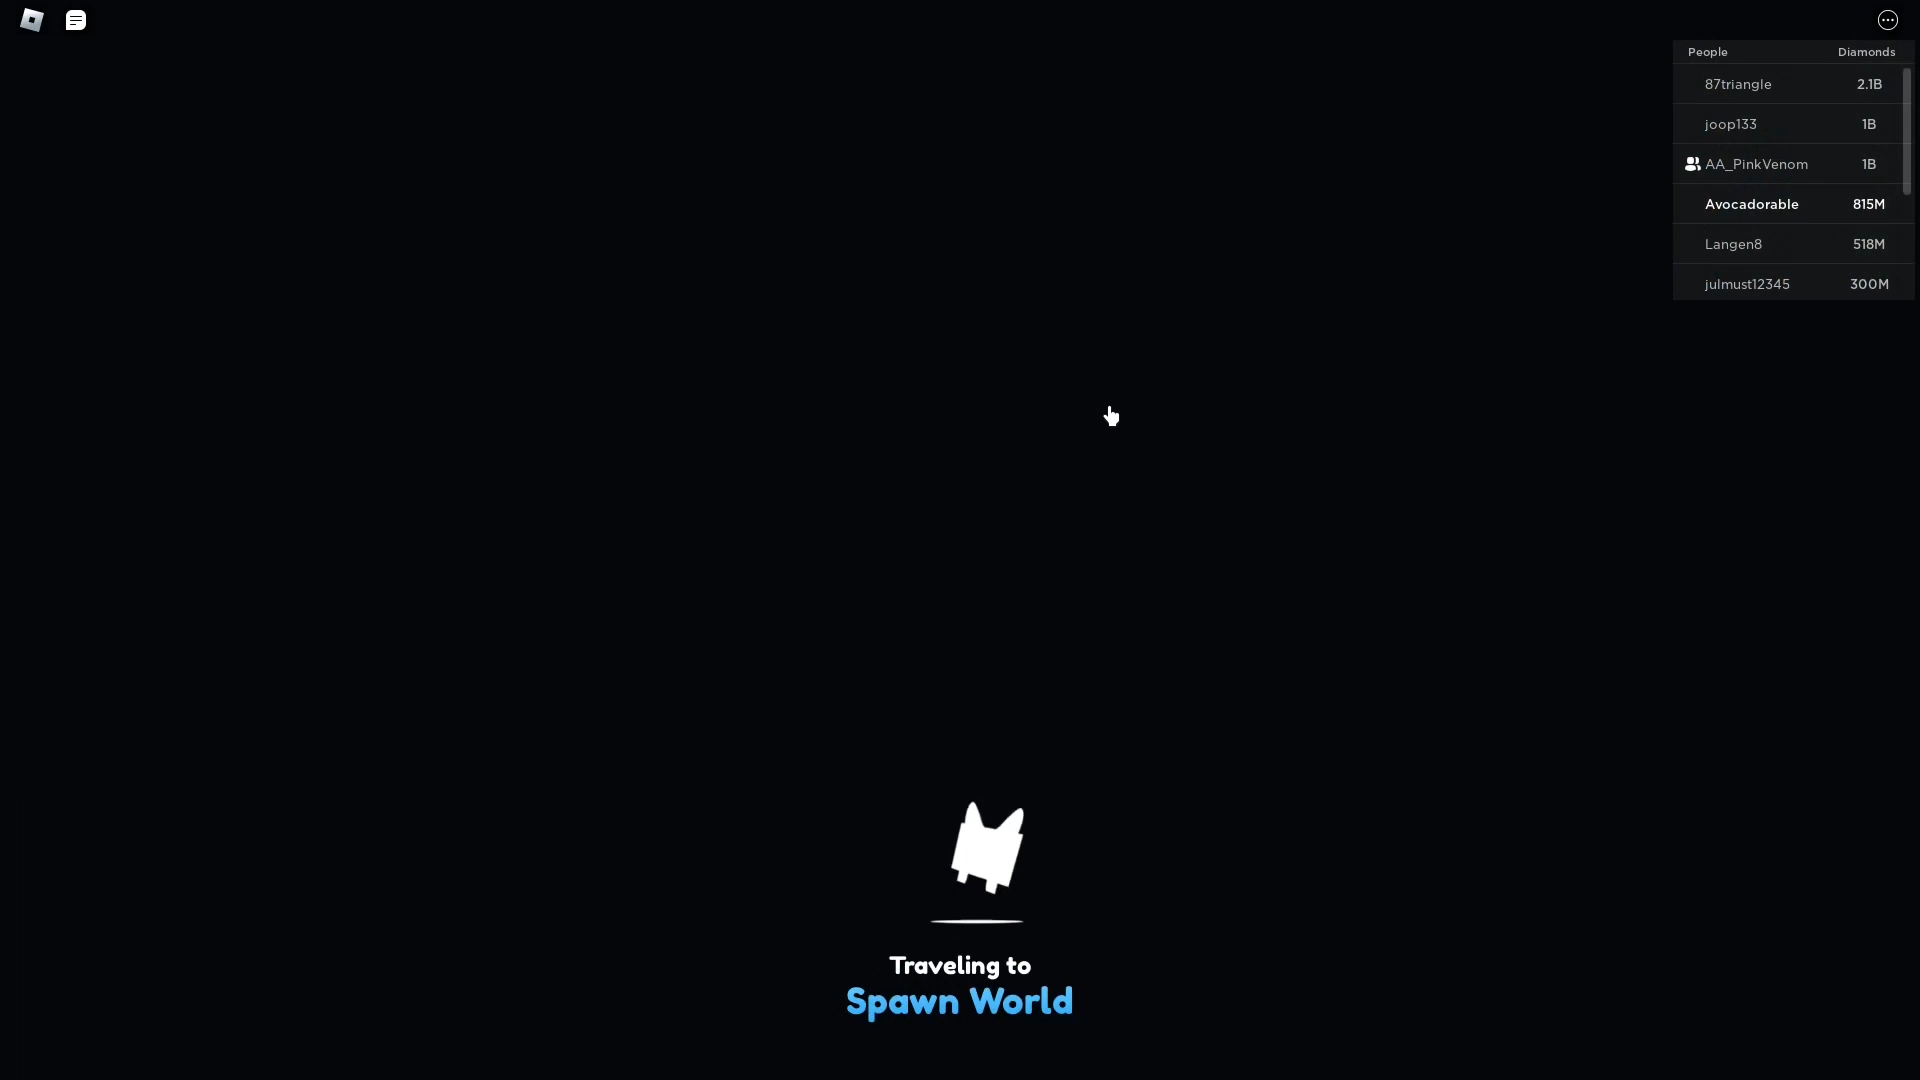 People Diamonds
87triangle 2.1B
joop133 1B
AA_PinkVenom 1B
Avocadorable 815M
Langen8 518M
julmust12345 300M
Traveling to
Spawn World